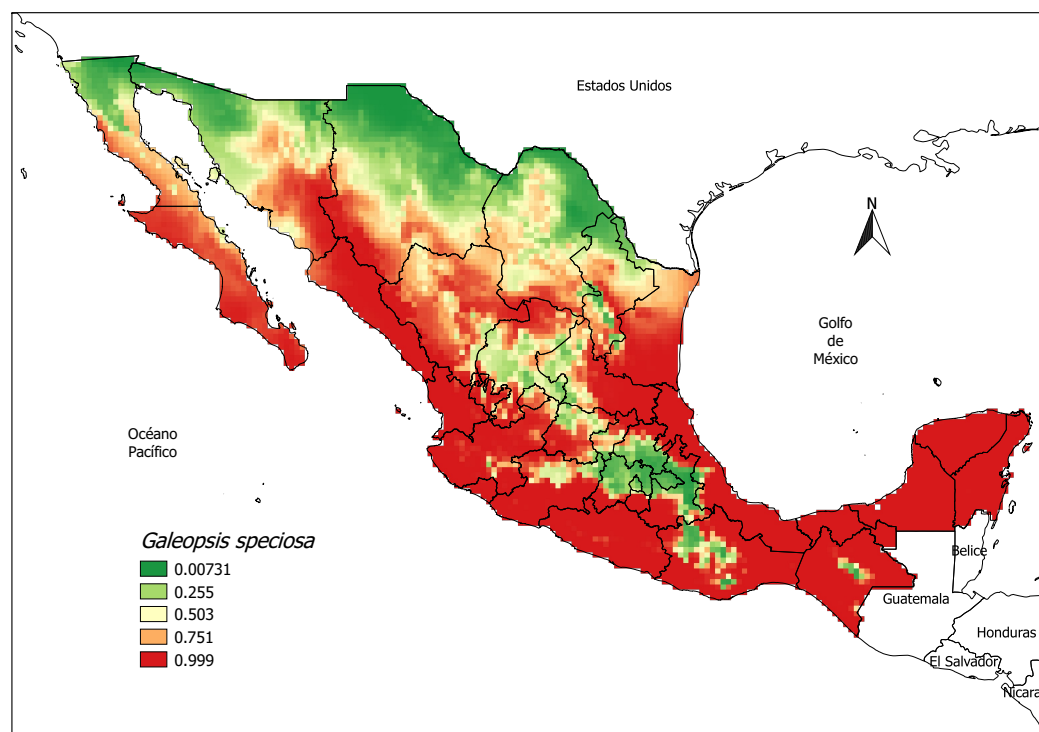 Estados Unidos
N
Golfo
de
México
Océano
Pacífico
Galeopsis speciosa
0.00731
0.255
0.503
0.751
0.999
Belice
Guatemala
Honduras
El Salvador
Nicara